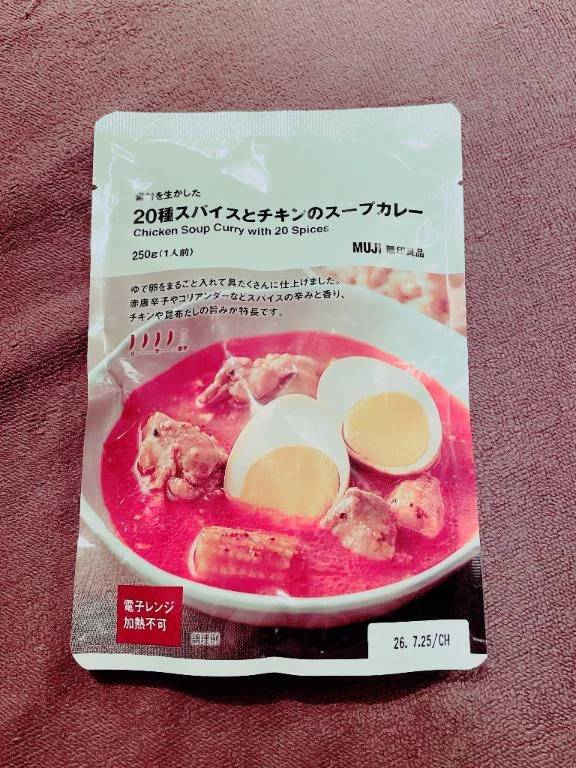 素材を生かした
20種スパイスとチキンのスープカレー
Chicken Soup Curry with 20 Spices
250g(1人前)
MUJI 無印良品
ゆで卵をまるごと入れて具だくさんに仕上げました。
赤唐辛子やコリアンダーなどスパイスの辛みと香り、
チキンや昆布だしの旨みが特長です。
電子レンジ
加熱不可
調理例
26. 7.25/CH